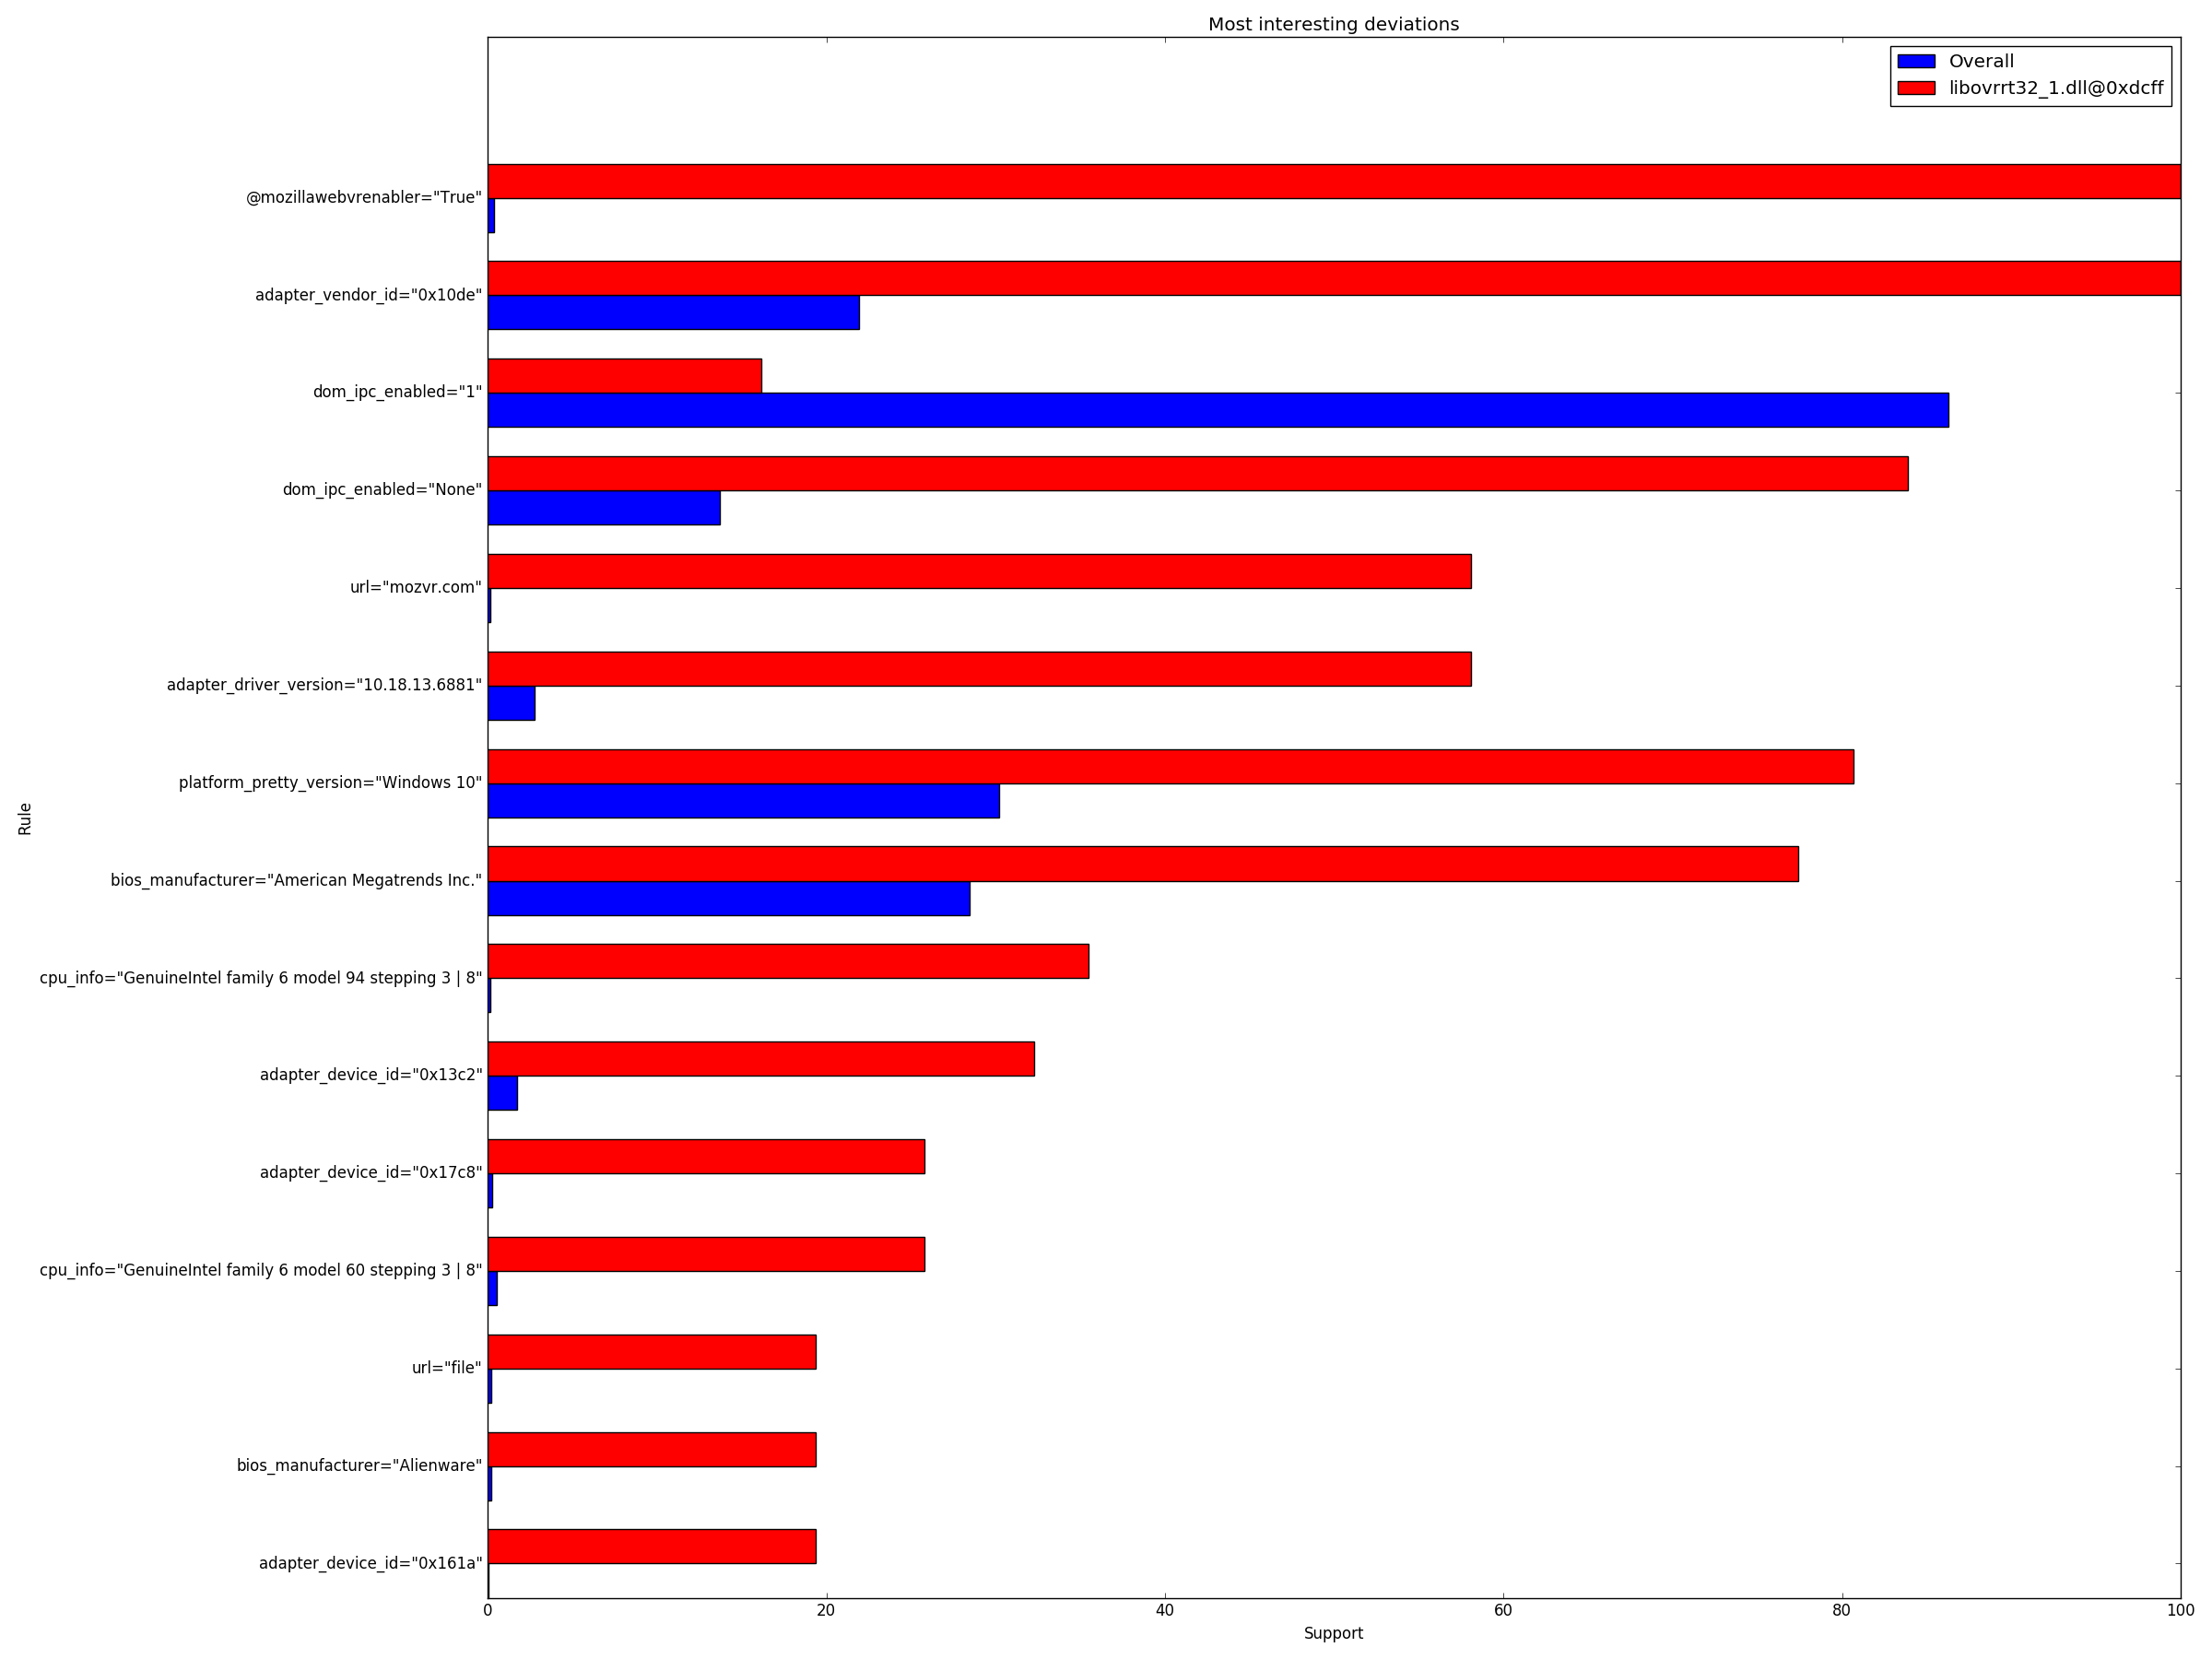 Most interesting deviations
Overall
libovrrt32_1.dll@0xdcff
@mozillawebvrenabler="True"
adapter_vendor_id="0x10de"
dom_ipc_enabled="1"
dom_ipc_enabled="None"
url="mozvr.com"
adapter_driver_version="10.18.13.6881"
platform_pretty_version="Windows 10"
Rule
bios_manufacturer="American Megatrends Inc."
cpu_info="GenuineIntel family 6 model 94 stepping 3 | 8"
adapter_device_id="0x13c2"
adapter_device_id="0x17c8"
cpu_info="GenuineIntel family 6 model 60 stepping 3 | 8"
url="file"
bios_manufacturer="Alienware"
adapter_device_id="0x161a"
0 20 40 60 80 100
Support